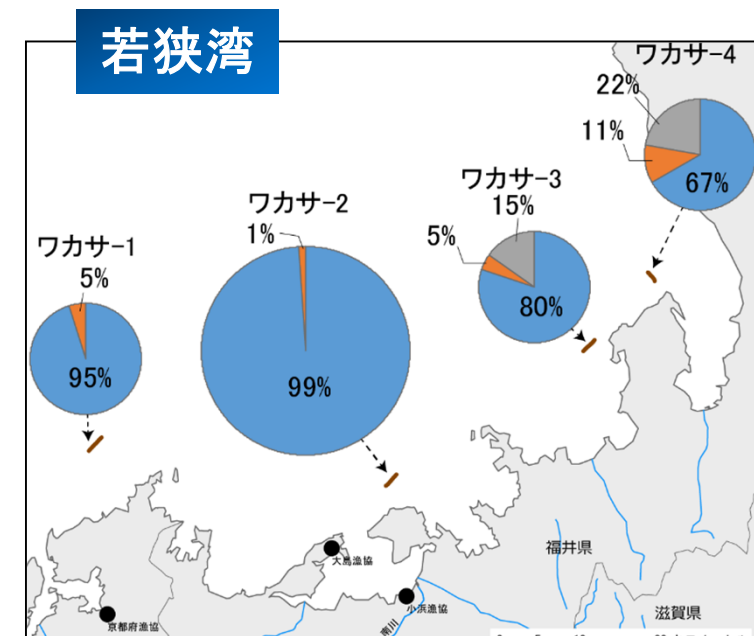 若狭湾
ワカサ-4
22%
11%
67%
ワカサ-3
15%
5%
80%
ワカサ-2
1%
99%
ワカサ-1
5%
95%
福井県
大島漁協
小浜漁協
滋賀県
京都府漁協
南川